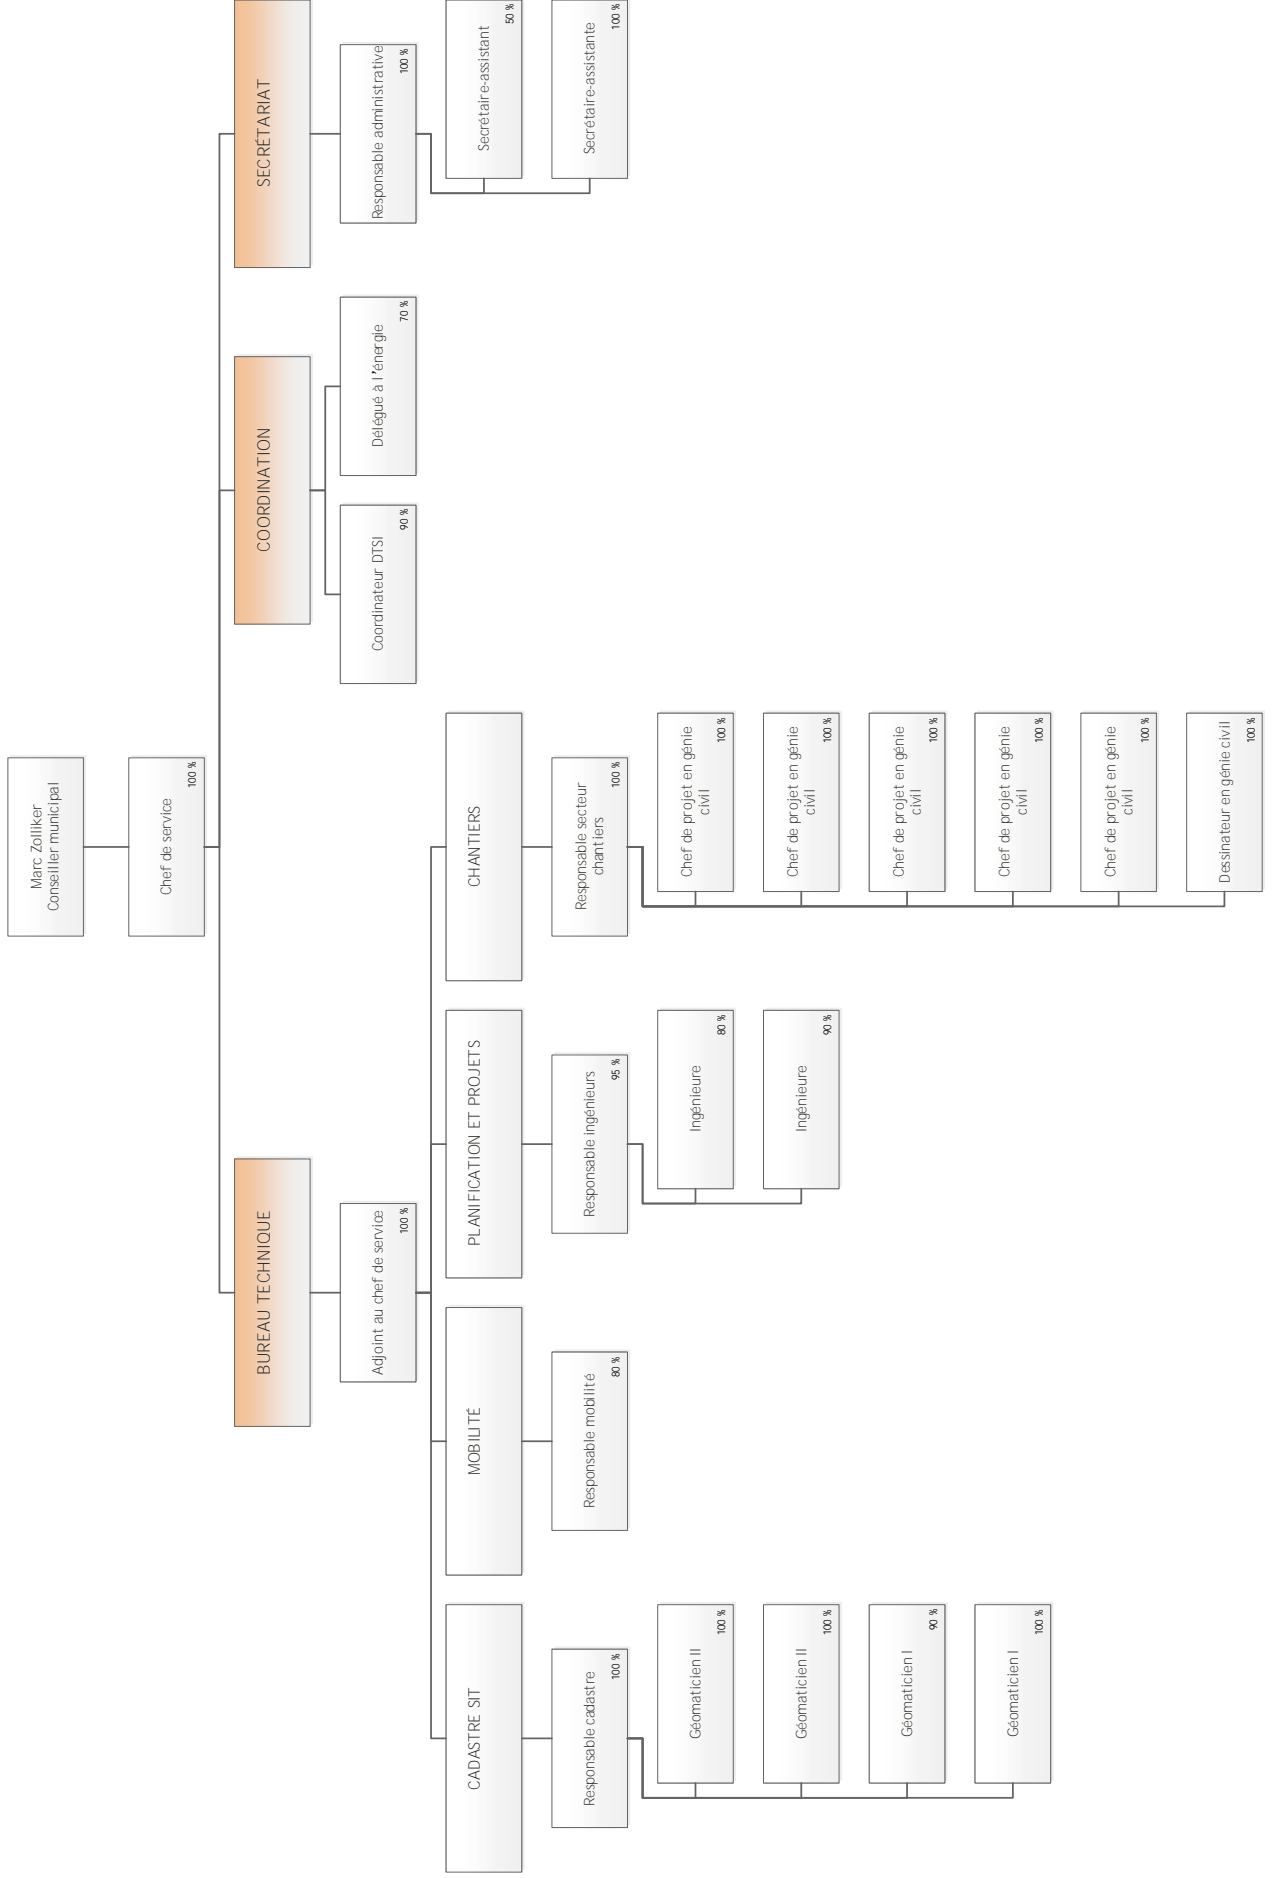 Marc Zolliker
Conseiller municipal
Chef de service
100 %
BUREAU TECHNIQUE
Adjoint au chef de service
100 %
CADASTRE SIT
Responsable cadastre
100 %
Géomaticien II
100 %
Géomaticien II
100 %
Géomaticien I
90 %
Géomaticien I
100 %
MOBILITÉ
Responsable mobilité
80 %
PLANIFICATION ET PROJETS
Responsable ingénieurs
95 %
Ingénieure
80 %
Ingénieure
90 %
CHANTIERS
Responsable secteur
chantiers
100 %
Chef de projet en génie
civil
100 %
Chef de projet en génie
civil
100 %
Chef de projet en génie
civil
100 %
Chef de projet en génie
civil
100 %
Chef de projet en génie
civil
100 %
Dessinateur en génie civil
100 %
COORDINATION
Coordinateur DTSI
90 %
Délégué à l'énergie
70 %
SECRÉTARIAT
Responsable administrative
100 %
Secrétaire-assistant
50 %
Secrétaire-assistante
100 %